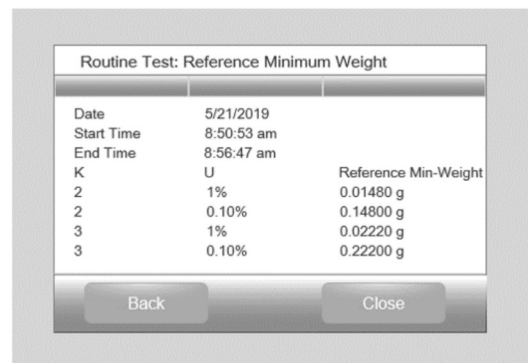 Routine Test: Reference Minimum Weight
Date 5/21/2019
Start Time 8:50:53 am
End Time 8:56:47 am
K U Reference Min-Weight
2 1% 0.01480 g
2 0.10% 0.14800 g
3 1% 0.02220 g
3 0.10% 0.22200 g
Back Close